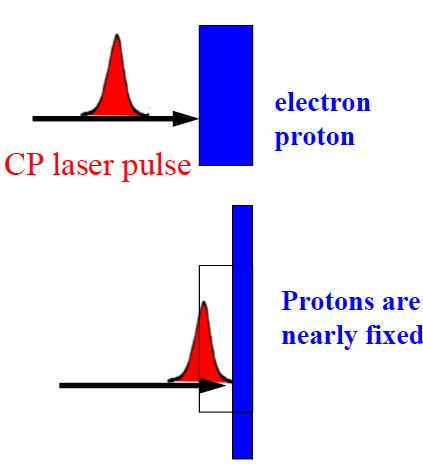 electron
proton
CP laser pulse
Protons are
nearly fixed